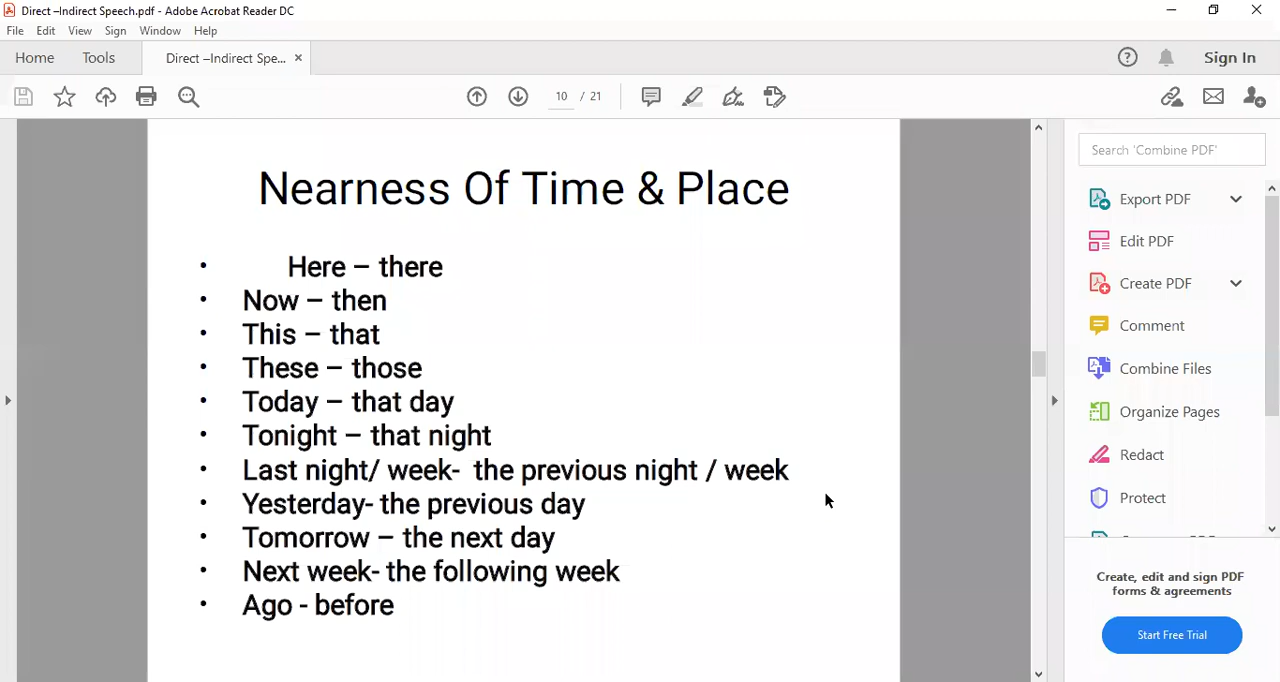 Direct –Indirect Speech.pdf - Adobe Acrobat Reader DC
File Edit View Sign Window Help
Home Tools Direct –Indirect Spe... × Sign In
10 / 21
Search 'Combine PDF'
Nearness Of Time & Place
• Here – there
• Now – then
• This – that
• These – those
• Today – that day
• Tonight – that night
• Last night/ week- the previous night / week
• Yesterday- the previous day
• Tomorrow – the next day
• Next week- the following week
• Ago - before
Export PDF
Edit PDF
Create PDF
Comment
Combine Files
Organize Pages
Redact
Protect
Create, edit and sign PDF
forms & agreements
Start Free Trial